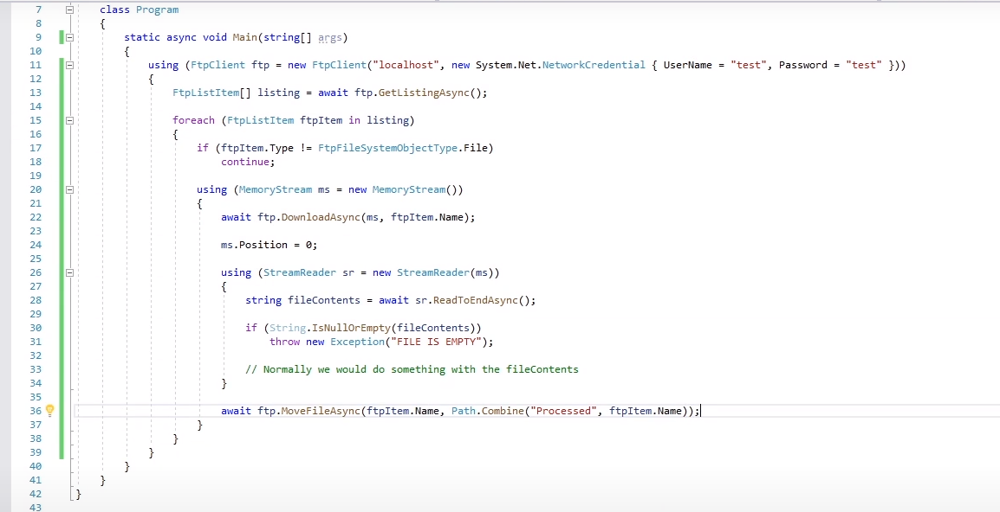 7 class Program
8 {
9 static async void Main(string[] args)
10 {
11 using (FtpClient ftp = new FtpClient("localhost", new System.Net.NetworkCredential { UserName = "test", Password = "test" }))
12 {
13 FtpListItem[] listing = await ftp.GetListingAsync();
14
15 foreach (FtpListItem ftpItem in listing)
16 {
17 if (ftpItem.Type != FtpFileSystemObjectType.File)
18 continue;
19
20 using (MemoryStream ms = new MemoryStream())
21 {
22 await ftp.DownloadAsync(ms, ftpItem.Name);
23
24 ms.Position = 0;
25
26 using (StreamReader sr = new StreamReader(ms))
27 {
28 string fileContents = await sr.ReadToEndAsync();
29
30 if (String.IsNullOrEmpty(fileContents))
31 throw new Exception("FILE IS EMPTY");
32
33 // Normally we would do something with the fileContents
34 }
35
36 await ftp.MoveFileAsync(ftpItem.Name, Path.Combine("Processed", ftpItem.Name));
37 }
38 }
39 }
40 }
41 }
42 }
43